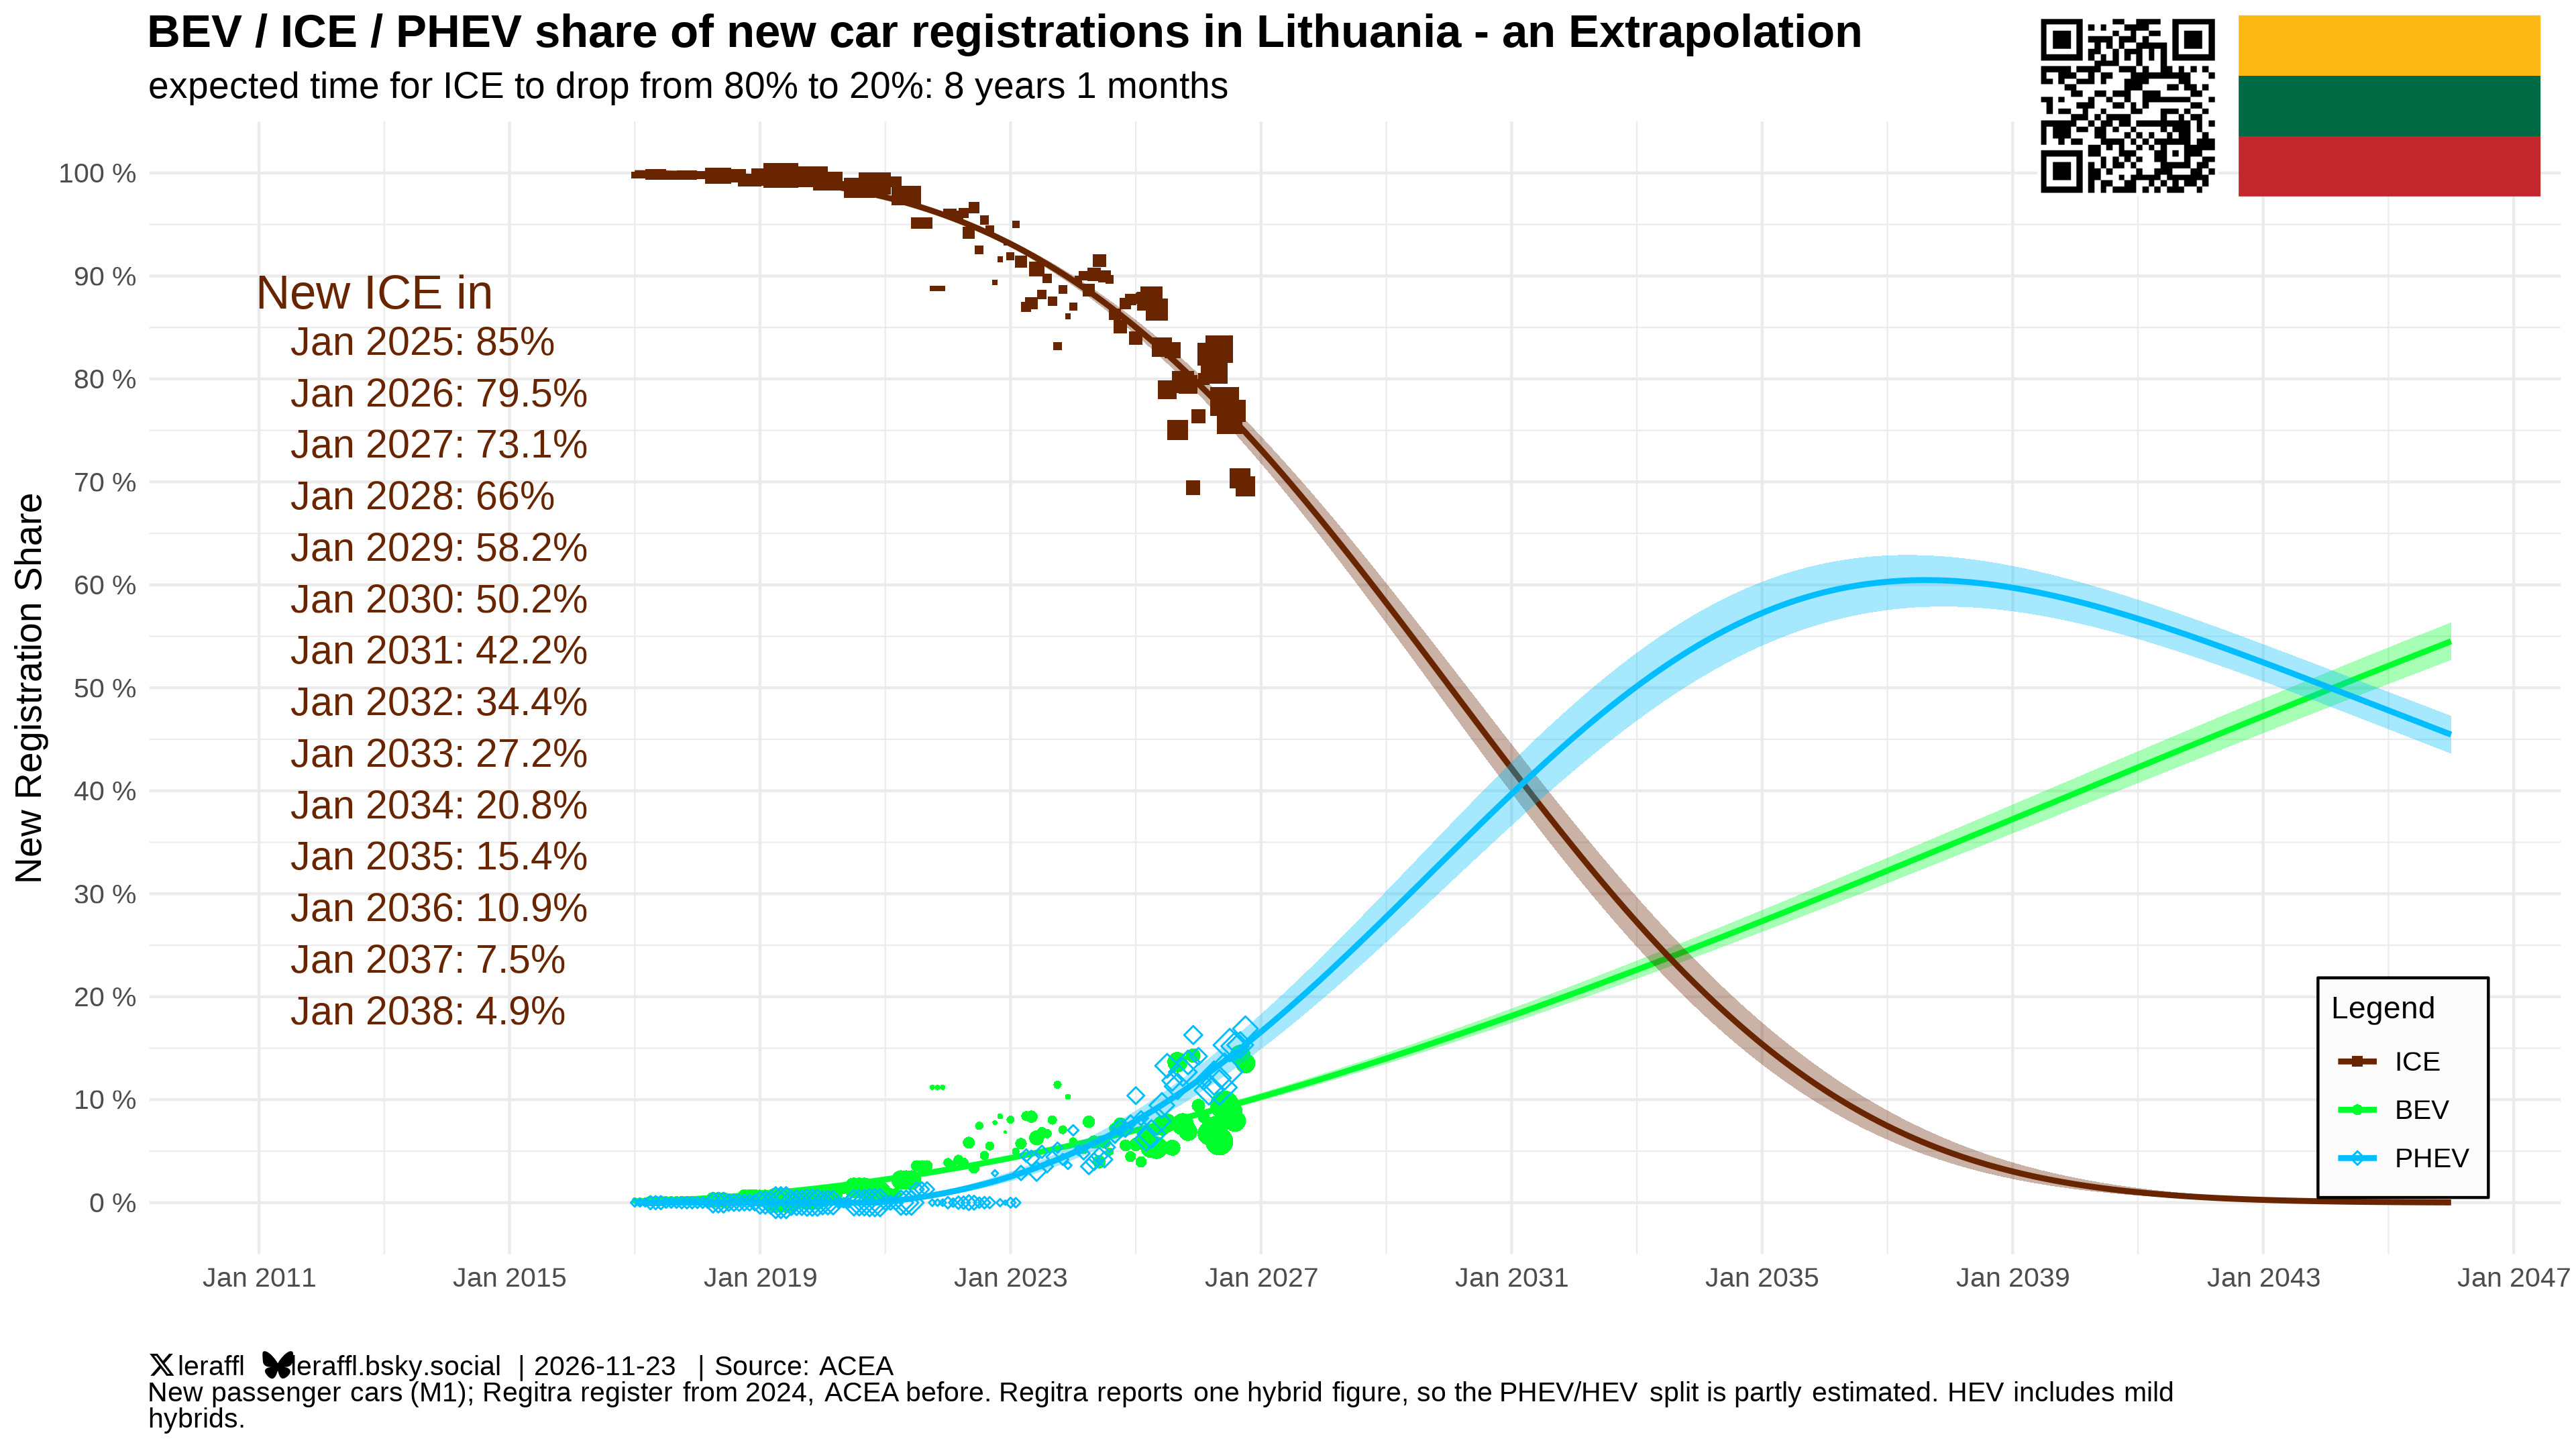 BEV / ICE / PHEV share of new car registrations in Lithuania - an Extrapolation
expected time for ICE to drop from 80% to 20%: 8 years 1 months
New Registration Share
100 %
90 %
80 %
70 %
60 %
50 %
40 %
30 %
20 %
10 %
0 %
New ICE in
Jan 2025: 85%
Jan 2026: 79.5%
Jan 2027: 73.1%
Jan 2028: 66%
Jan 2029: 58.2%
Jan 2030: 50.2%
Jan 2031: 42.2%
Jan 2032: 34.4%
Jan 2033: 27.2%
Jan 2034: 20.8%
Jan 2035: 15.4%
Jan 2036: 10.9%
Jan 2037: 7.5%
Jan 2038: 4.9%
Legend
ICE
BEV
PHEV
Jan 2011 Jan 2015 Jan 2019 Jan 2023 Jan 2027 Jan 2031 Jan 2035 Jan 2039 Jan 2043 Jan 2047
leraffl leraffl.bsky.social | 2026-11-23 | Source: ACEA
New passenger cars (M1); Regitra register from 2024, ACEA before. Regitra reports one hybrid figure, so the PHEV/HEV split is partly estimated. HEV includes mild
hybrids.